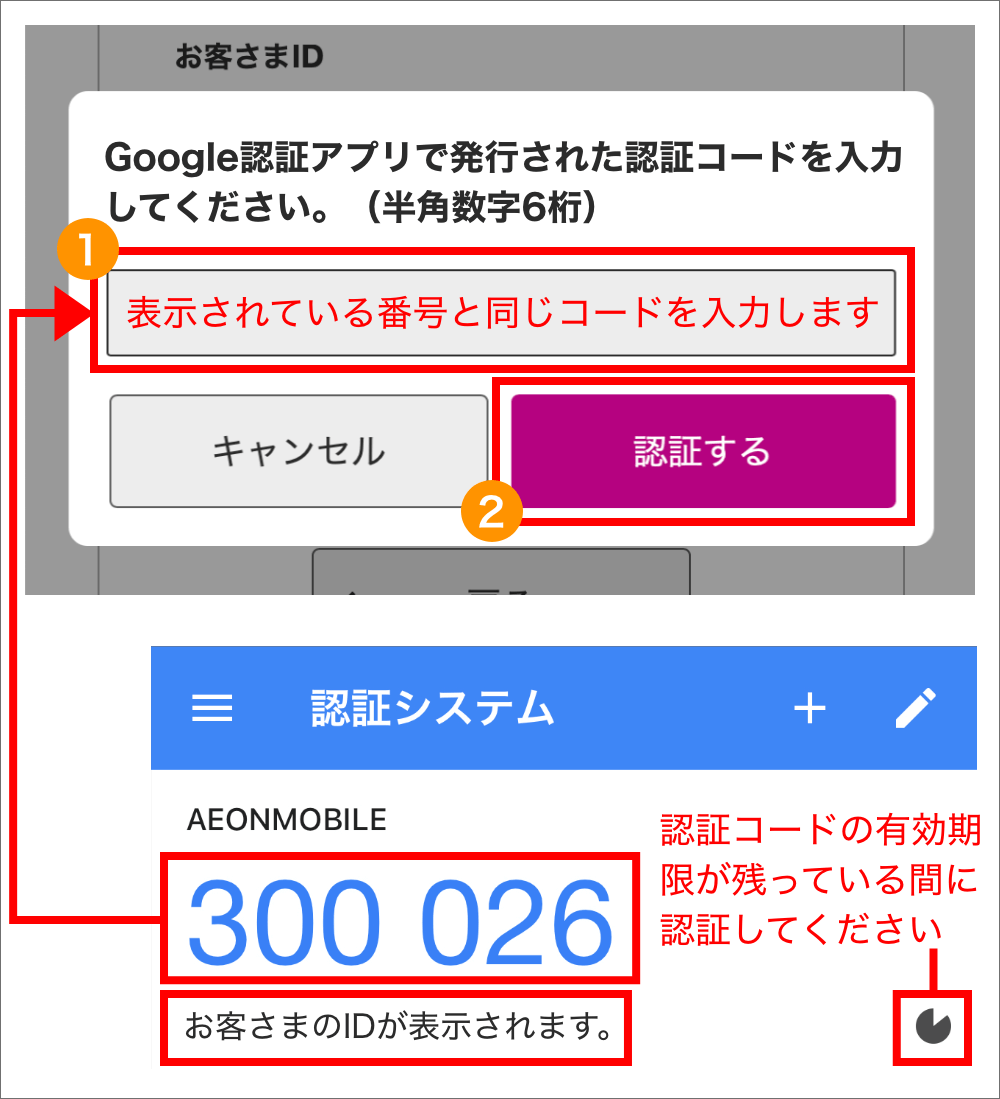 お客さまID
Google認証アプリで発行された認証コードを入力
してください。（半角数字6桁）
1
表示されている番号と同じコードを入力します
キャンセル
認証する
2
認証システム
AEONMOBILE
300 026
認証コードの有効期
限が残っている間に
認証してください
お客さまのIDが表示されます。